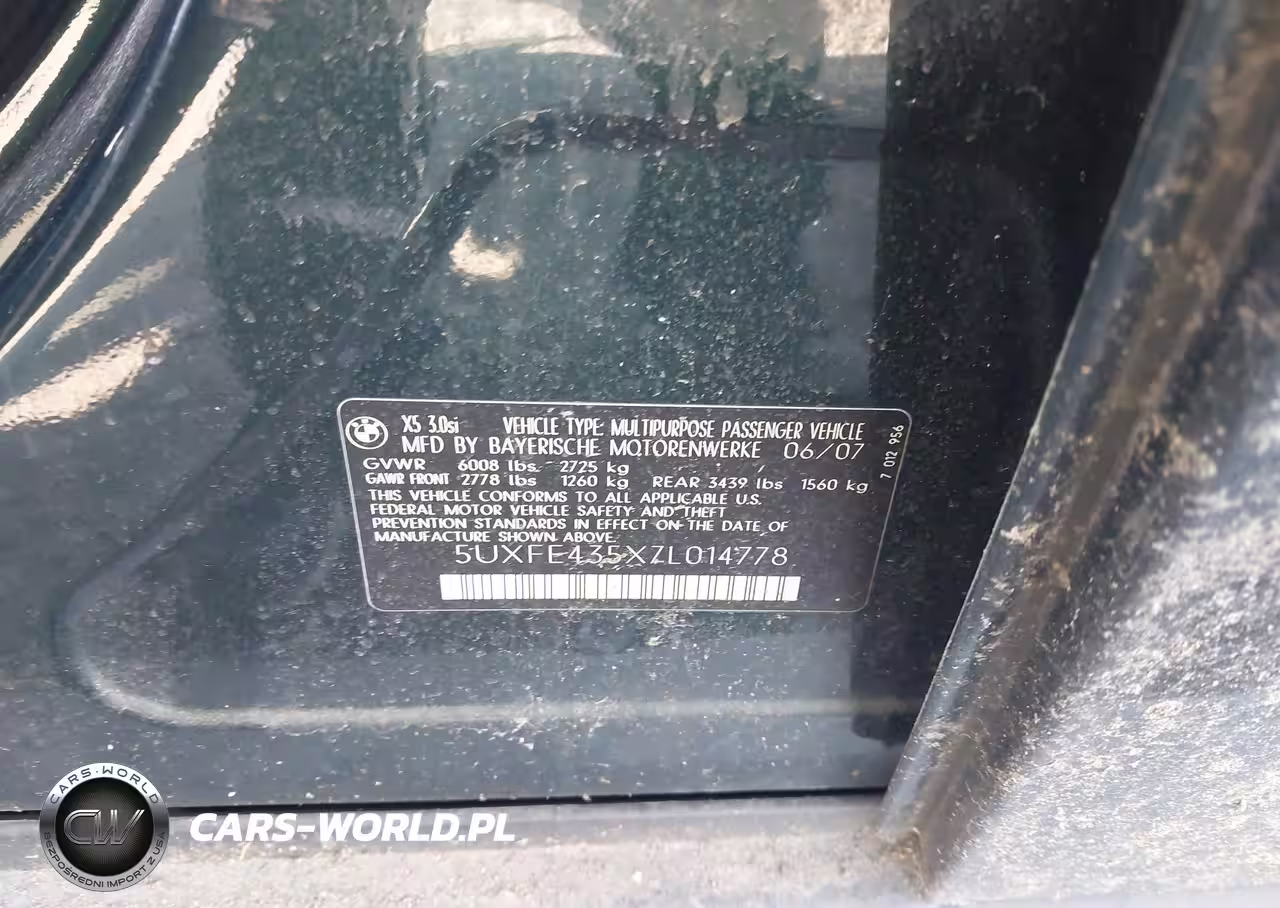 X5 3.0si VEHICLE TYPE: MULTIPURPOSE PASSENGER VEHICLE
MFD BY BAYERISCHE MOTORENWERKE 06/07
GVWR 6008 lbs 2725 kg
GAWR FRONT 2778 lbs 1260 kg REAR 3439 lbs 1560 kg
THIS VEHICLE CONFORMS TO ALL APPLICABLE U.S.
FEDERAL MOTOR VEHICLE SAFETY AND THEFT
PREVENTION STANDARDS IN EFFECT ON THE DATE OF
MANUFACTURE SHOWN ABOVE.
5UXFE435XZL014778
7 012 956
CARS-WORLD
CW
BEZPOŚREDNI IMPORT Z USA
CARS-WORLD.PL